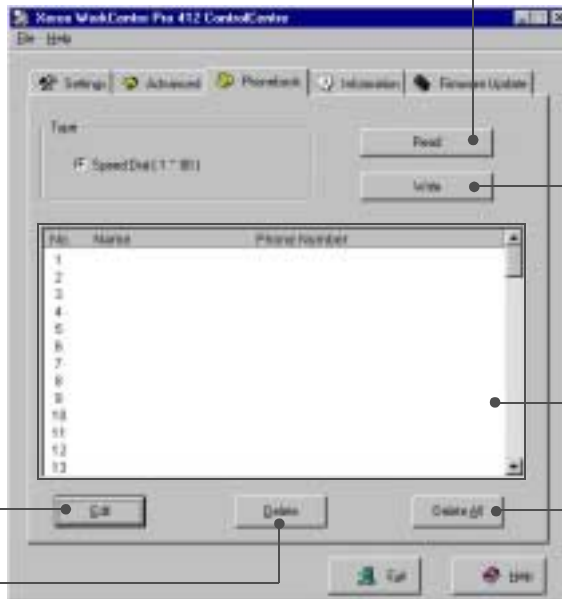 Xerox WorkCentre Pro 412 ControlCentre
File Help
Settings Advanced Phonebook Information Firmware Update
Type
Read
Speed Dial
Write
No. Name Phone Number
1
2
3
4
5
6
7
8
9
10
11
12
13
Edit Delete Delete All
Exit Help